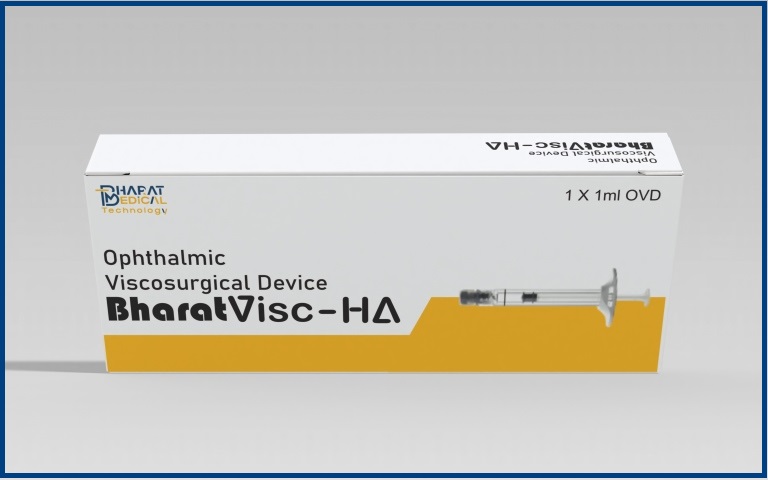 Ophthalmic
Viscosurgical Device
BharatVisc-HA
BHARAT
MEDICAL
Technology
1 X 1ml OVD
Ophthalmic
Viscosurgical Device
BharatVisc-HA